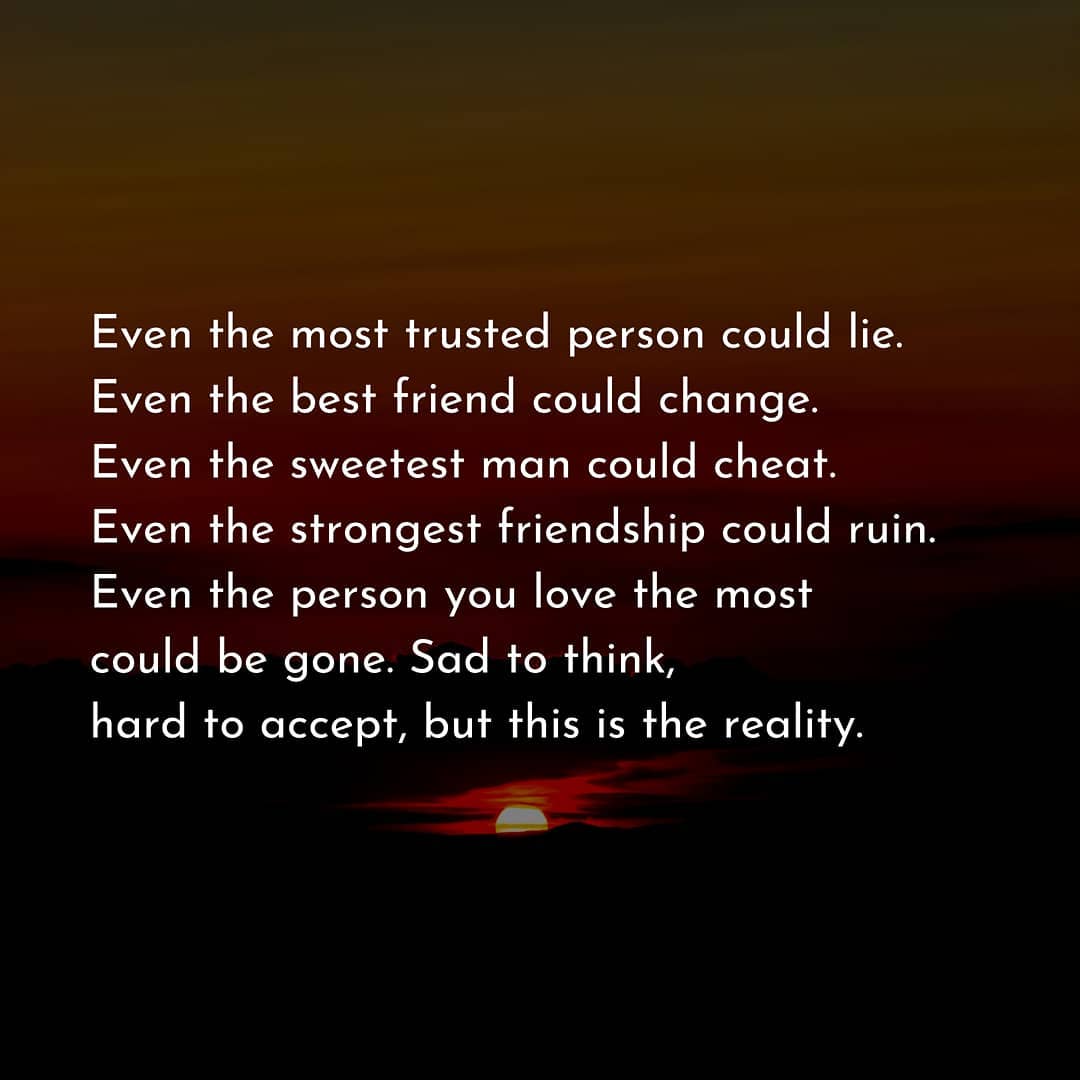 Even the most trusted person could lie.
Even the best friend could change.
Even the sweetest man could cheat.
Even the strongest friendship could ruin.
Even the person you love the most
could be gone. Sad to think,
hard to accept, but this is the reality.